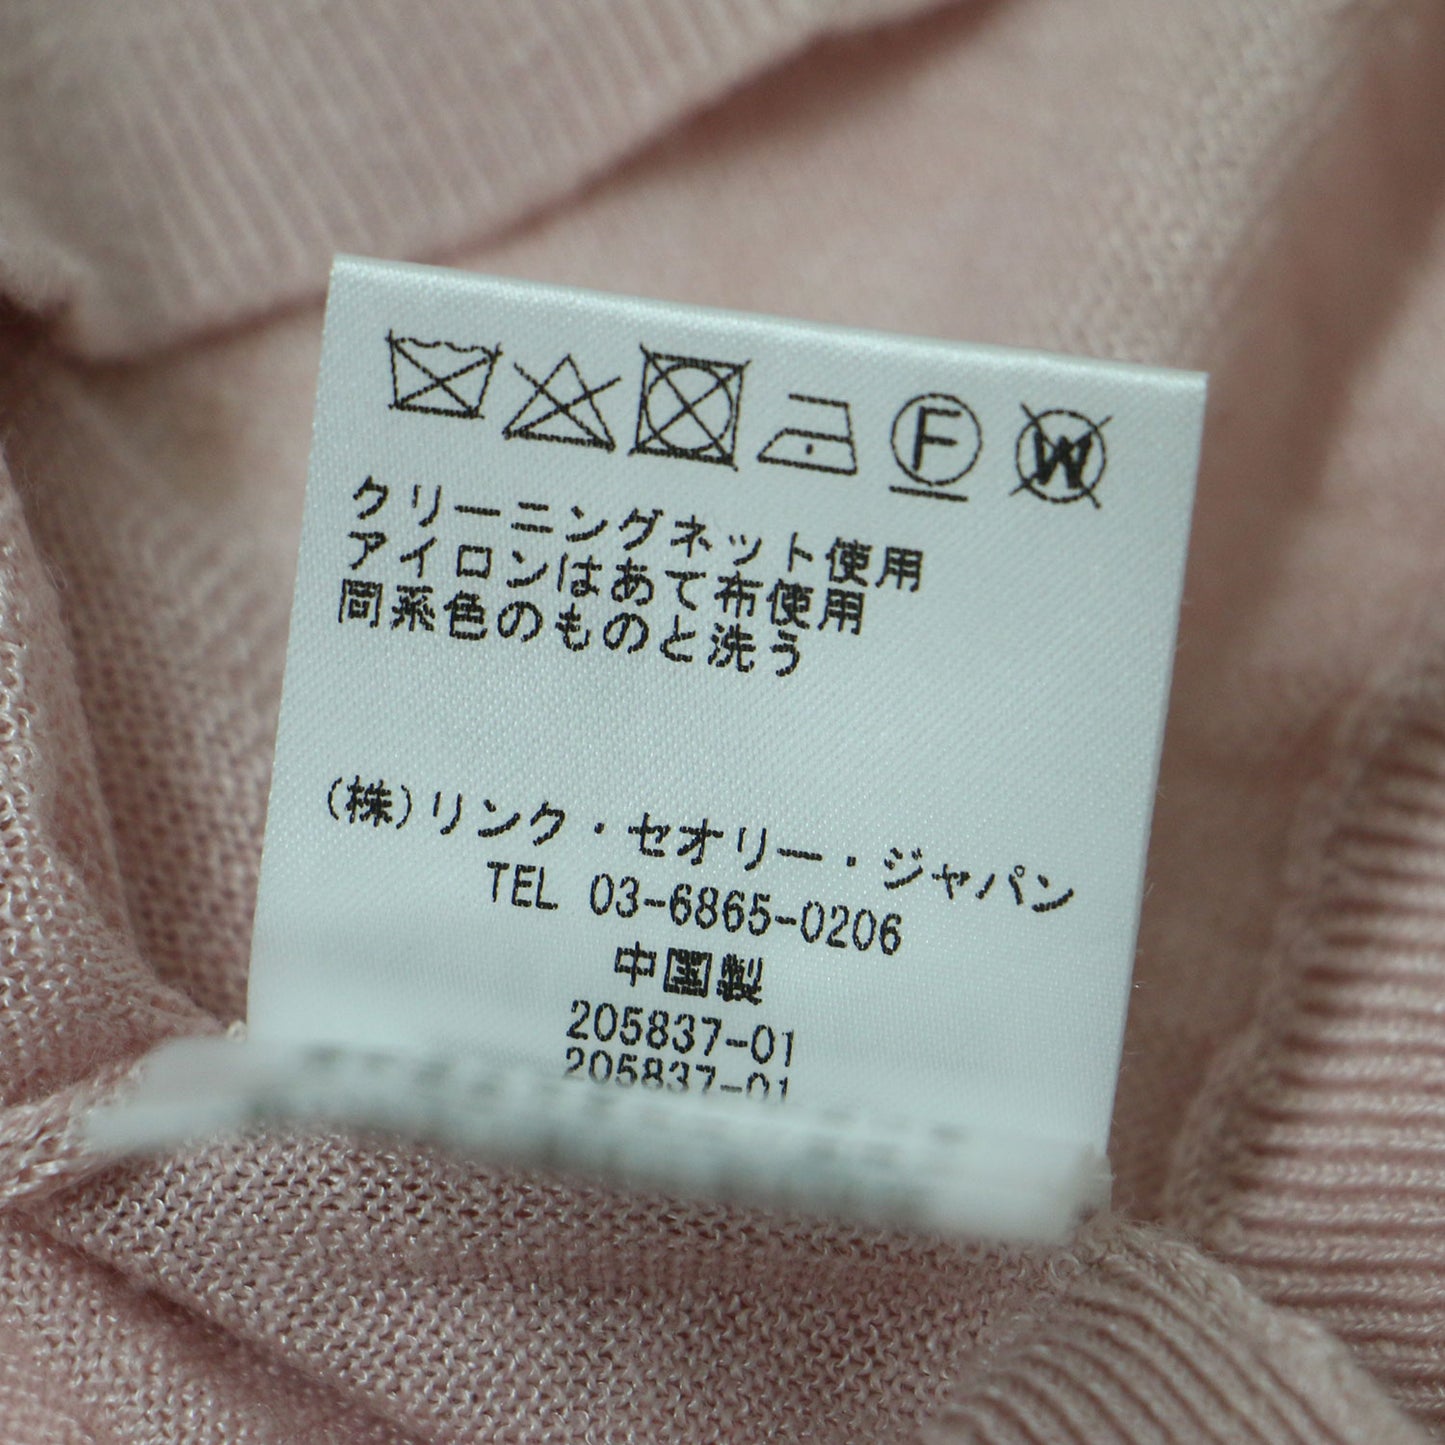 F W
クリーニングネット使用
アイロンはあて布使用
同系色のものと洗う
(株)リンク・セオリー・ジャパン
TEL 03-6865-0206
中国製
205837-01
205837-01